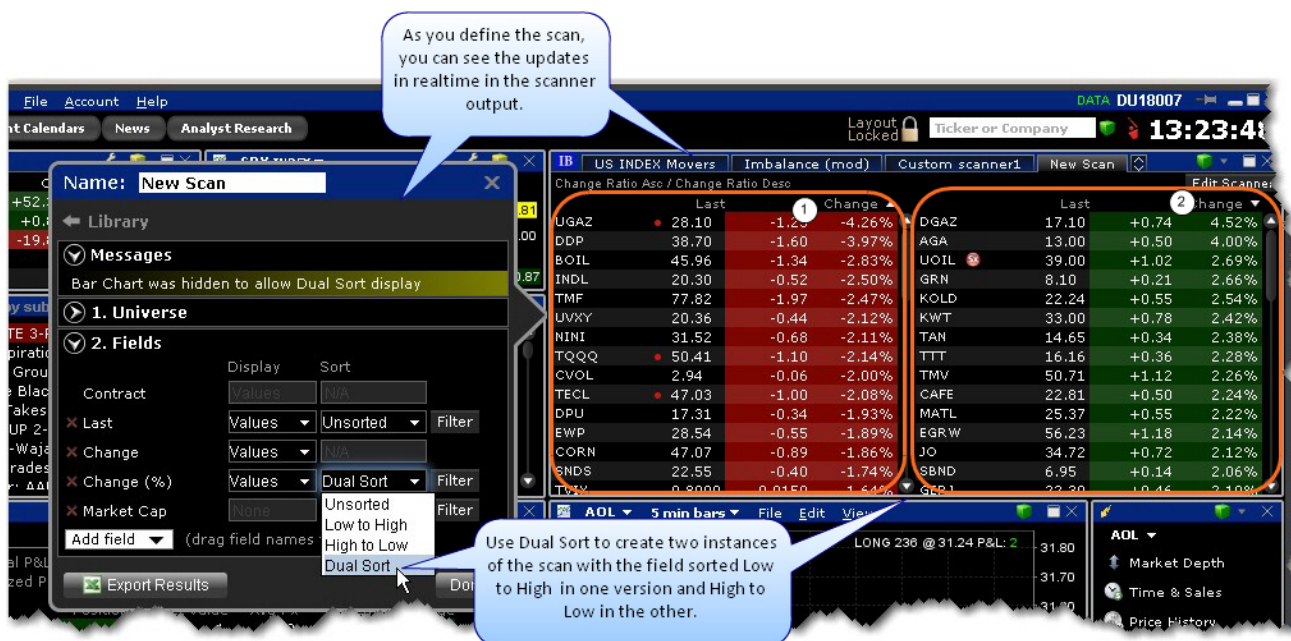 As you define the scan,
you can see the updates
in realtime in the scanner
output.
File Account Help
DATA DU18007
nt Calendars News Analyst Research
Layout
Locked
Ticker or Company
13:23:48
Name: New Scan
Library
Messages
Bar Chart was hidden to allow Dual Sort display
1. Universe
2. Fields
Display Sort
Contract Values N/A
Last Values Unsorted Filter
Change Values N/A
Change (%) Values Dual Sort Filter
Market Cap None Filter
Unsorted
Low to High
High to Low
Dual Sort
Add field (drag field names
Export Results
+52.
+0.
-19.
.81
.00
0.87
IB US INDEX Movers Imbalance (mod) Custom scanner1 New Scan
Change Ratio Asc / Change Ratio Desc Edit Scanner
1
Last Change
UGAZ 28.10 -4.26%
DDP 38.70 -1.60 -3.97%
BOIL 45.96 -1.34 -2.83%
INDL 20.30 -0.52 -2.50%
TMF 77.82 -1.97 -2.47%
UVXY 20.36 -0.44 -2.12%
NINI 31.52 -0.68 -2.11%
TQQQ 50.41 -1.10 -2.14%
CVOL 2.94 -0.06 -2.00%
TECL 47.03 -1.00 -2.08%
DPU 17.31 -0.34 -1.93%
EWP 28.54 -0.55 -1.89%
CORN 47.07 -0.89 -1.86%
SNDS 22.55 -0.40 -1.74%
2
Last Change
DGAZ 17.10 +0.74 4.52%
AGA 13.00 +0.50 4.00%
UOIL 39.00 +1.02 2.69%
GRN 8.10 +0.21 2.66%
KOLD 22.24 +0.55 2.54%
KWT 33.00 +0.78 2.42%
TAN 14.65 +0.34 2.38%
TTT 16.16 +0.36 2.28%
TMV 50.71 +1.12 2.26%
CAFE 22.81 +0.50 2.24%
MATL 25.37 +0.55 2.22%
EGRW 56.23 +1.18 2.14%
JO 34.72 +0.72 2.12%
SBND 6.95 +0.14 2.06%
AOL 5 min bars File Edit View
LONG 236 @ 31.24 P&L: 2
31.80
31.70
AOL
Market Depth
Time & Sales
Price History
Use Dual Sort to create two instances
of the scan with the field sorted Low
to High in one version and High to
Low in the other.